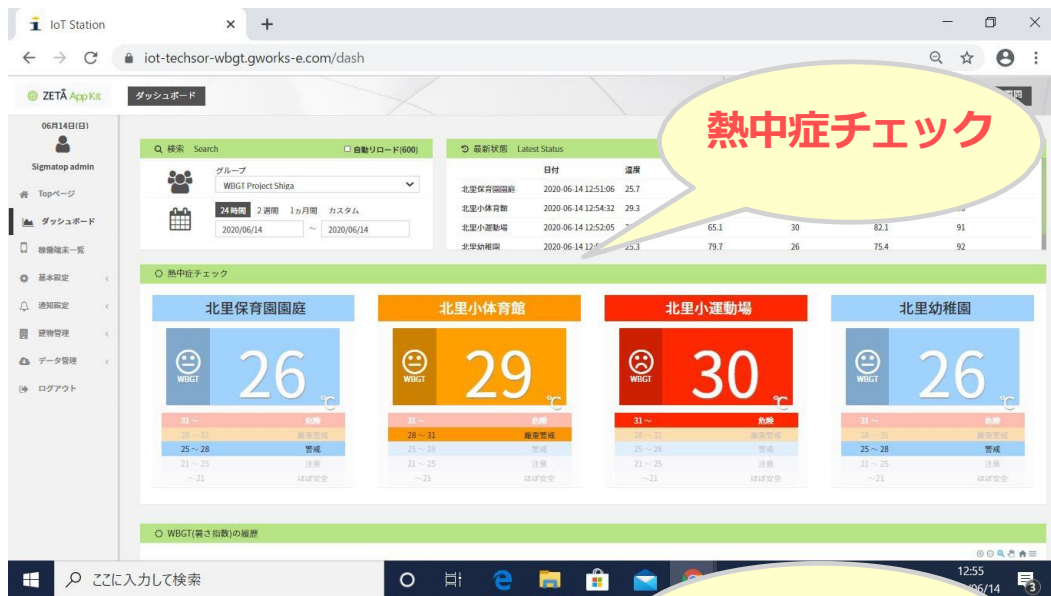 IoT Station
iot-techsor-wbgt.gworks-e.com/dash
ZETA App Kit
ダッシュボード
熱中症チェック
06月14日(日)
Sigmatop admin
Topページ
ダッシュボード
稼働端末一覧
基本設定
通知設定
建物管理
データ管理
ログアウト
検索 Search
自動リロード(600)
グループ
WBGT Project Shiga
24時間 2週間 1ヵ月間 カスタム
2020/06/14 ~ 2020/06/14
最新状態 Latest Status
日付 温度
北里保育園園庭 2020-06-14 12:51:06 25.7
北里小体育館 2020-06-14 12:54:32 29.3
北里小運動場 2020-06-14 12:52:05 65.1 30 82.1 91
北里幼稚園 25.3 79.7 26 75.4 92
熱中症チェック
北里保育園園庭
WBGT
26
℃
31～ 危険
28～31 厳重警戒
25～28 警戒
21～25 注意
～21 ほぼ安全
北里小体育館
WBGT
29
℃
31～ 危険
28～31 厳重警戒
25～28 警戒
21～25 注意
～21 ほぼ安全
北里小運動場
WBGT
30
℃
31～ 危険
28～31 厳重警戒
25～28 警戒
21～25 注意
～21 ほぼ安全
北里幼稚園
WBGT
26
℃
31～ 危険
28～31 厳重警戒
25～28 警戒
21～25 注意
～21 ほぼ安全
WBGT(暑さ指数)の履歴
ここに入力して検索
12:55
06/14
3